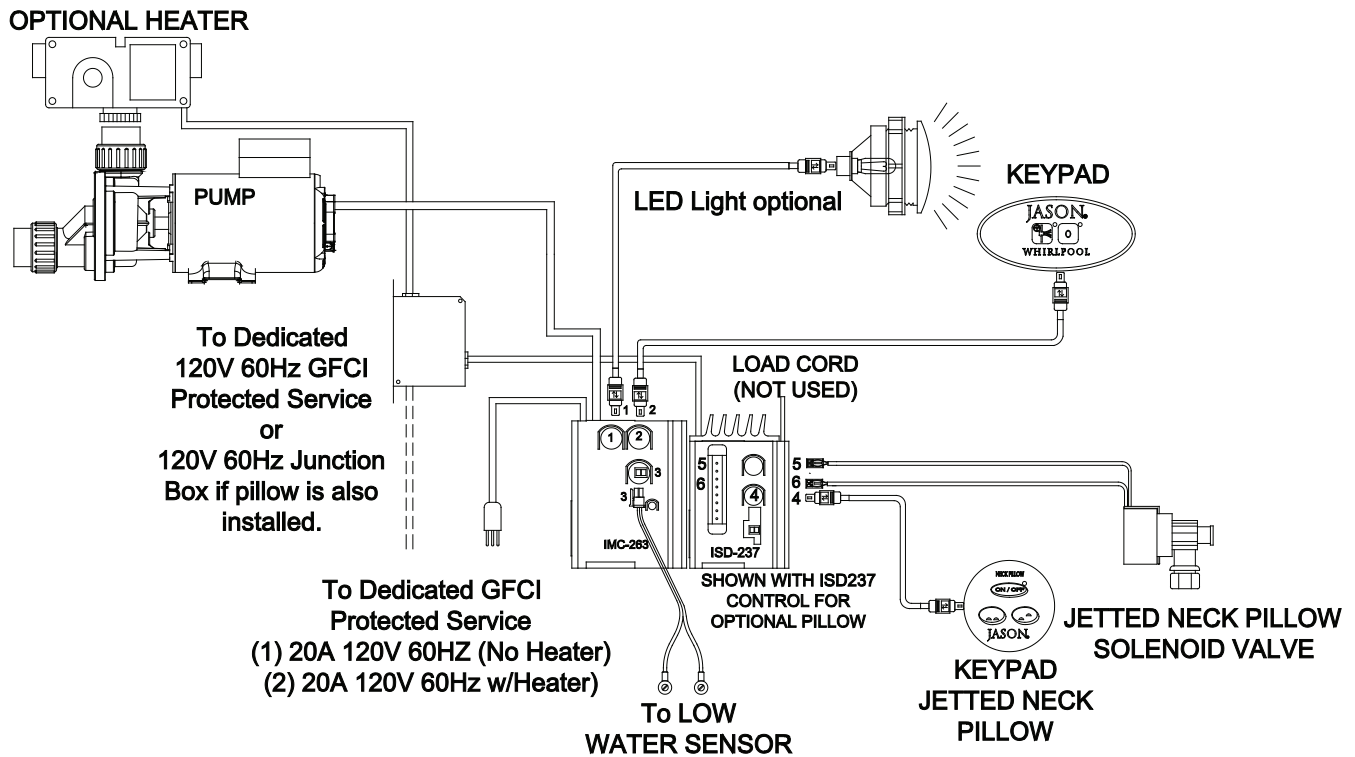 OPTIONAL HEATER
PUMP
LED Light optional
KEYPAD
JASON®
0
WHIRLPOOL
To Dedicated
120V 60Hz GFCI
Protected Service
or
120V 60Hz Junction
Box if pillow is also
installed.
LOAD CORD
(NOT USED)
1 2
1 2
3
3
IMC-263
5
6
4
ISD-237
5
6
4
SHOWN WITH ISD237
CONTROL FOR
OPTIONAL PILLOW
To Dedicated GFCI
Protected Service
(1) 20A 120V 60HZ (No Heater)
(2) 20A 120V 60Hz w/Heater)
To LOW
WATER SENSOR
NECK PILLOW
ON / OFF
JASON.
KEYPAD
JETTED NECK
PILLOW
JETTED NECK PILLOW
SOLENOID VALVE